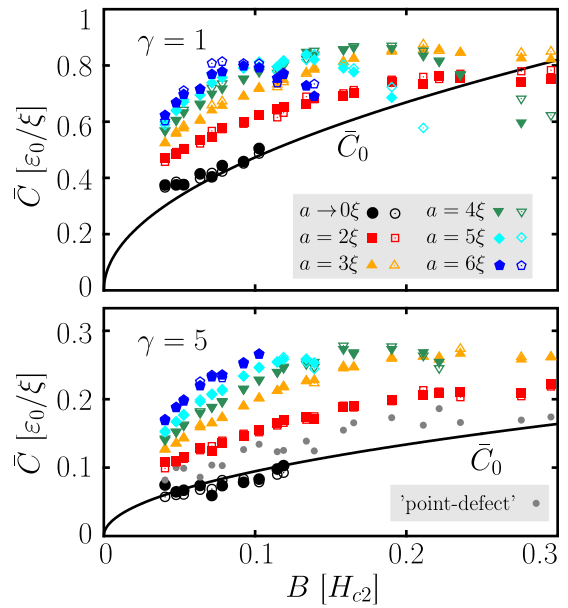 γ = 1
C̄ [ε₀/ξ]
1
0.8
0.6
0.4
0.2
0
C̄₀
a → 0ξ
a = 2ξ
a = 3ξ
a = 4ξ
a = 5ξ
a = 6ξ
γ = 5
C̄ [ε₀/ξ]
0.3
0.2
0.1
0
C̄₀
'point-defect'
0 0.1 0.2 0.3
B [H_{c2}]